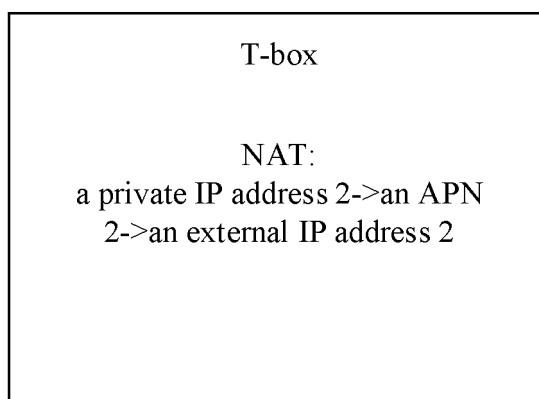 T-box
NAT:
a private IP address 2->an APN
2->an external IP address 2